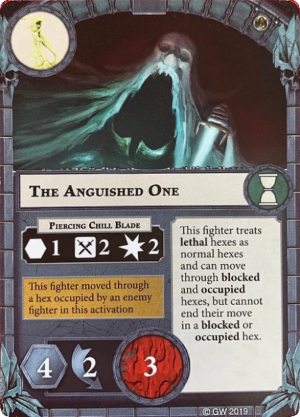 THE ANGUISHED ONE
PIERCING CHILL BLADE
1 2 2
This fighter moved through
a hex occupied by an enemy
fighter in this activation
This fighter treats
lethal hexes as
normal hexes
and can move
through blocked
and occupied
hexes, but cannot
end their move
in a blocked or
occupied hex.
4 2 3
© GW 2019